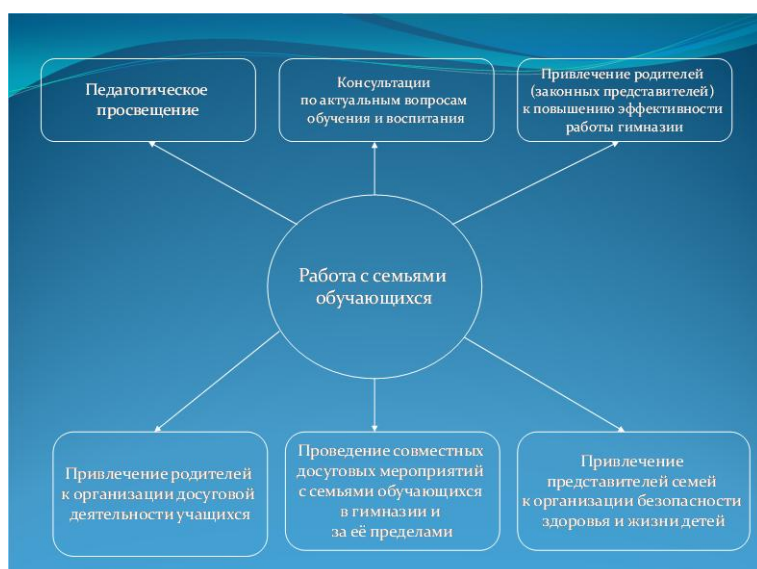 Педагогическое
просвещение
Консультации
по актуальным вопросам
обучения и воспитания
Привлечение родителей
(законных представителей)
к повышению эффективности
работы гимназии
Работа с семьями
обучающихся
Привлечение родителей
к организации досуговой
деятельности учащихся
Проведение совместных
досуговых мероприятий
с семьями обучающихся
в гимназии и
за её пределами
Привлечение
представителей семей
к организации безопасности
здоровья и жизни детей